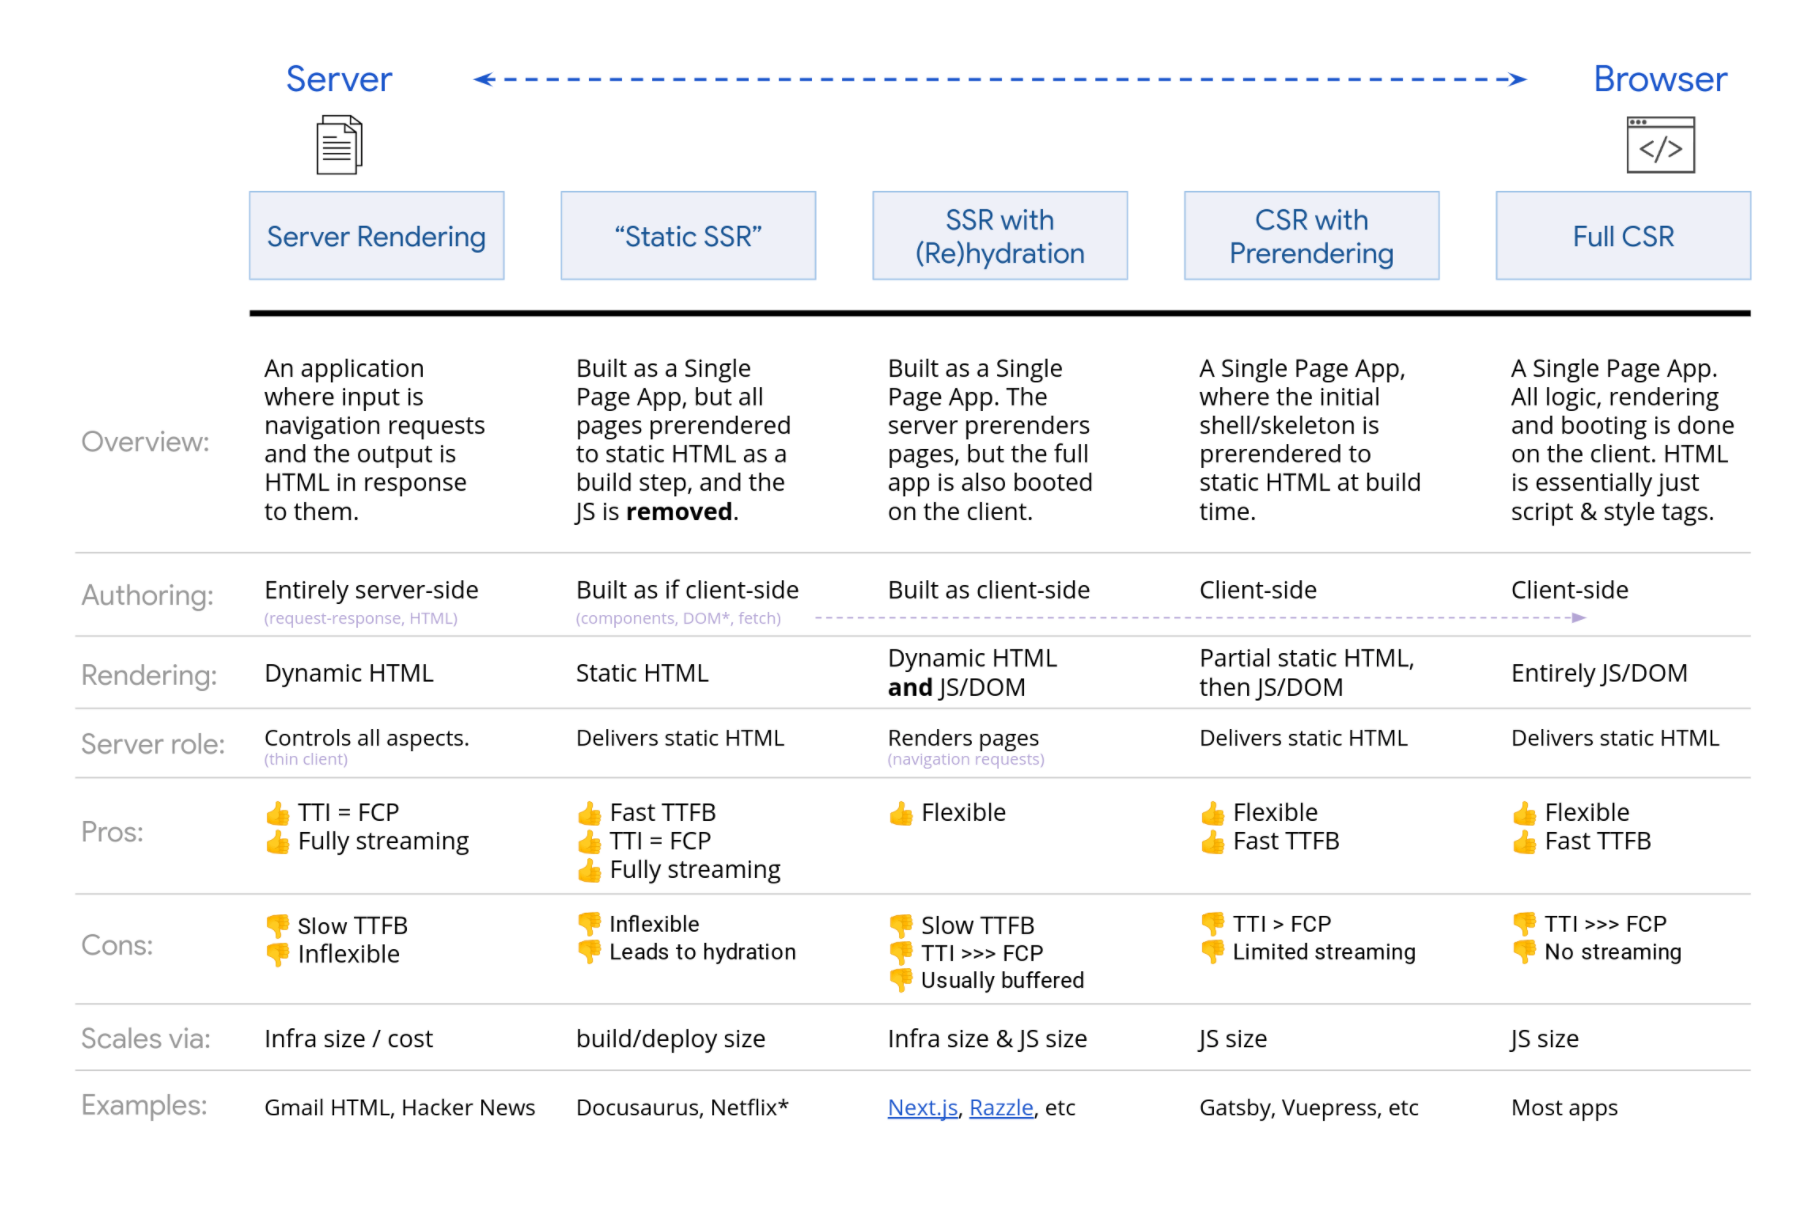 Server
Browser
</>
Server Rendering
“Static SSR”
SSR with
(Re)hydration
CSR with
Prerendering
Full CSR
Overview:
An application
where input is
navigation requests
and the output is
HTML in response
to them.
Built as a Single
Page App, but all
pages prerendered
to static HTML as a
build step, and the
JS is removed.
Built as a Single
Page App. The
server prerenders
pages, but the full
app is also booted
on the client.
A Single Page App,
where the initial
shell/skeleton is
prerendered to
static HTML at build
time.
A Single Page App.
All logic, rendering
and booting is done
on the client. HTML
is essentially just
script & style tags.
Authoring:
Entirely server-side
(request-response, HTML)
Built as if client-side
(components, DOM*, fetch)
Built as client-side
Client-side
Client-side
Rendering:
Dynamic HTML
Static HTML
Dynamic HTML
and JS/DOM
Partial static HTML,
then JS/DOM
Entirely JS/DOM
Server role:
Controls all aspects.
(thin client)
Delivers static HTML
Renders pages
(navigation requests)
Delivers static HTML
Delivers static HTML
Pros:
👍 TTI = FCP
👍 Fully streaming
👍 Fast TTFB
👍 TTI = FCP
👍 Fully streaming
👍 Flexible
👍 Flexible
👍 Fast TTFB
👍 Flexible
👍 Fast TTFB
Cons:
👎 Slow TTFB
👎 Inflexible
👎 Inflexible
👎 Leads to hydration
👎 Slow TTFB
👎 TTI >>> FCP
👎 Usually buffered
👎 TTI > FCP
👎 Limited streaming
👎 TTI >>> FCP
👎 No streaming
Scales via:
Infra size / cost
build/deploy size
Infra size & JS size
JS size
JS size
Examples:
Gmail HTML, Hacker News
Docusaurus, Netflix*
Next.js, Razzle, etc
Gatsby, Vuepress, etc
Most apps